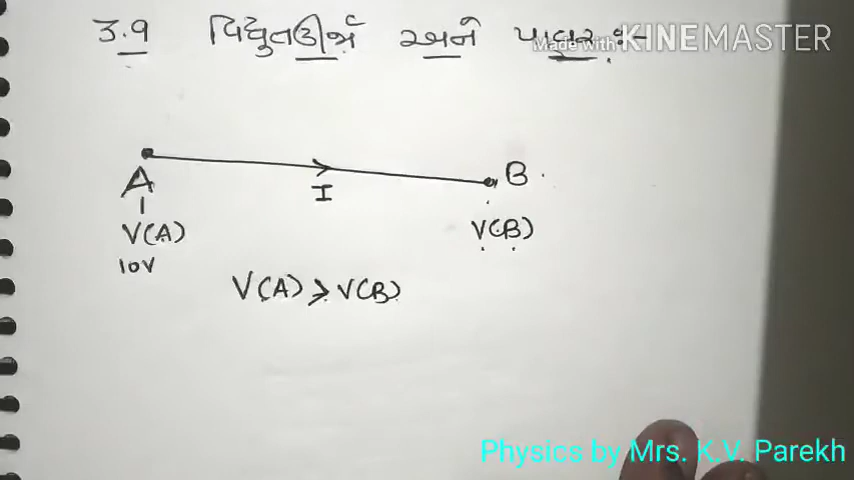 3.9 વિદ્યુતઊર્જા અને પાવર :-
Made with KINEMASTER
A
I
B
V(A)
V(B)
10V
V(A) > V(B)
Physics by Mrs. K.V. Parekh